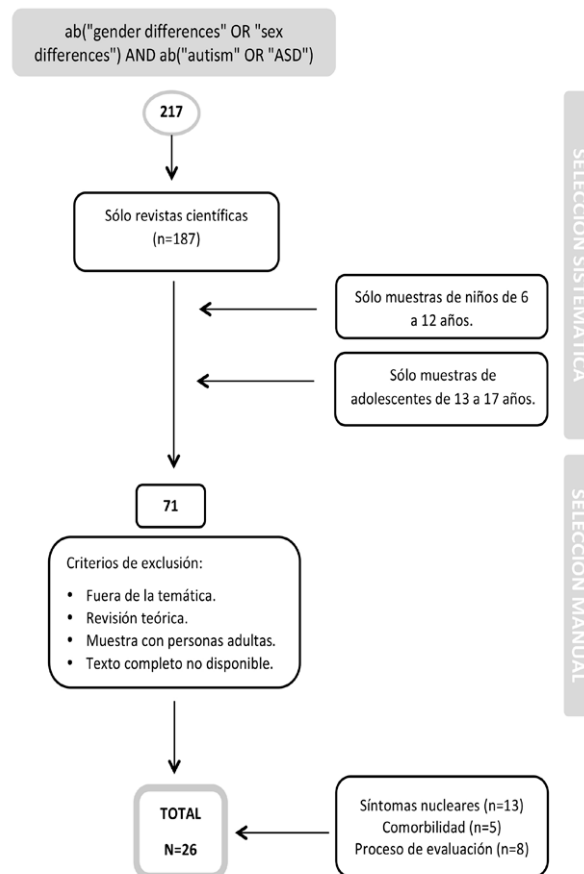 ab("gender differences" OR "sex
differences") AND ab("autism" OR "ASD")
217
Sólo revistas científicas
(n=187)
Sólo muestras de niños de 6
a 12 años.
Sólo muestras de
adolescentes de 13 a 17 años.
SELECCIÓN SISTEMÁTICA
71
Criterios de exclusión:
• Fuera de la temática.
• Revisión teórica.
• Muestra con personas adultas.
• Texto completo no disponible.
SELECCIÓN MANUAL
TOTAL
N=26
Síntomas nucleares (n=13)
Comorbilidad (n=5)
Proceso de evaluación (n=8)